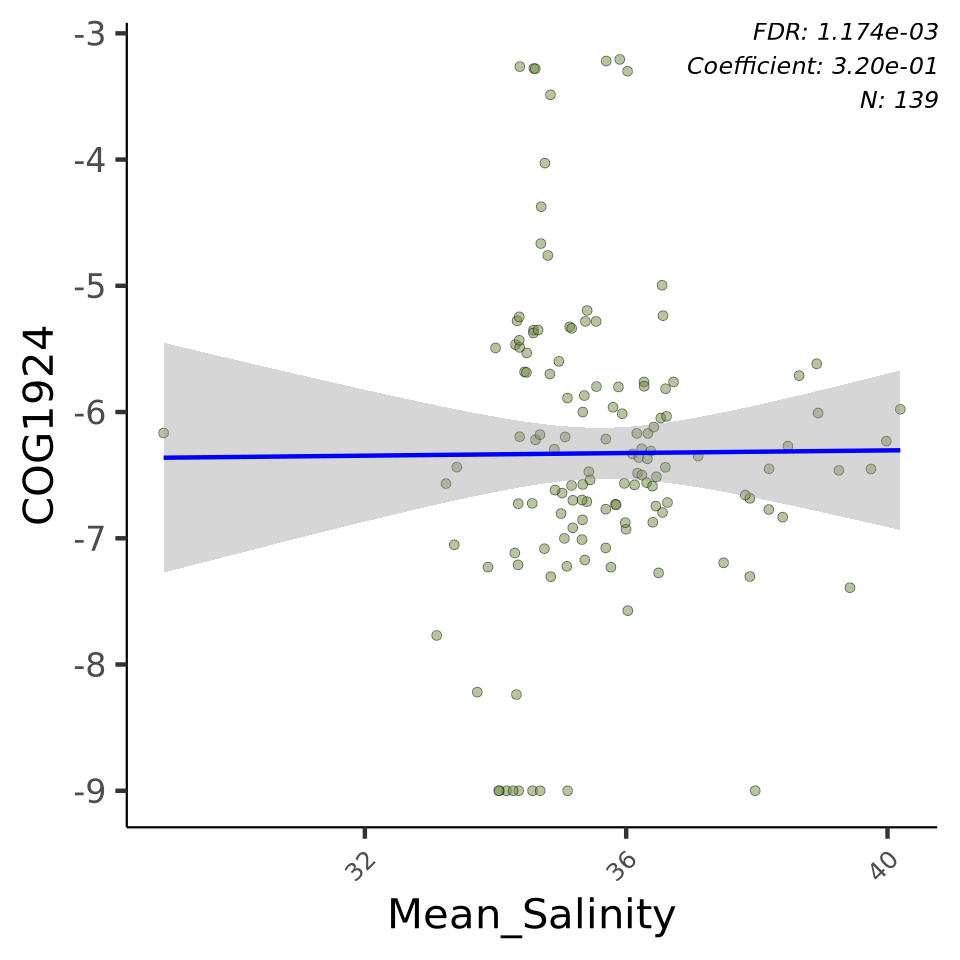 FDR: 1.174e-03
Coefficient: 3.20e-01
N: 139
-3
-4
-5
-6
-7
-8
-9
COG1924
32
36
40
Mean_Salinity